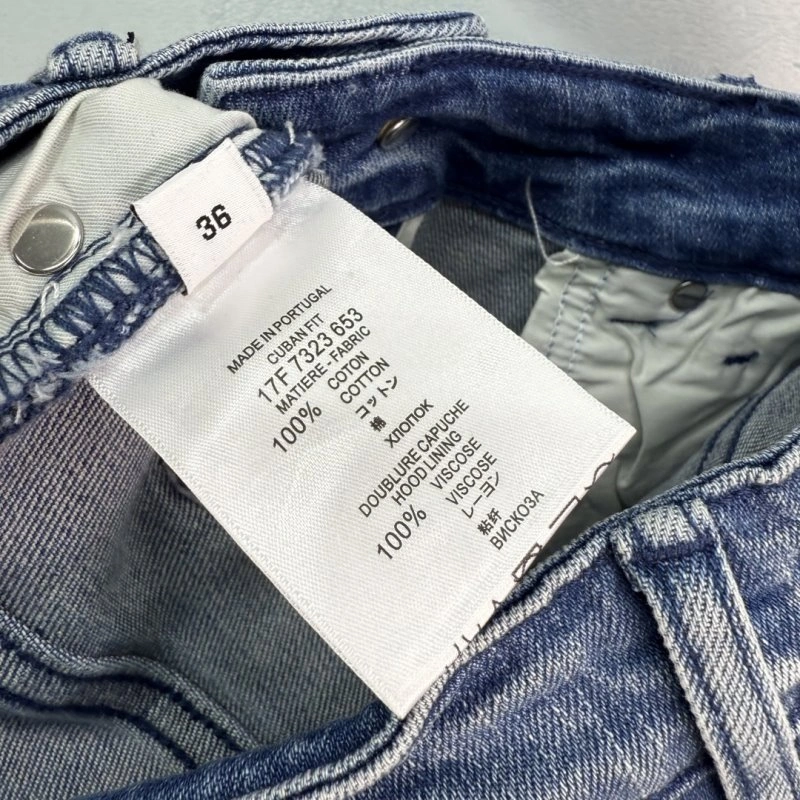 36
MADE IN PORTUGAL
CUBAN FIT
17F 7323 653
MATIERE - FABRIC
100% COTON
COTTON
コットン
棉
ХЛОПОК
DOUBLURE CAPUCHE
HOOD LINING
100% VISCOSE
VISCOSE
レーヨン
粘纤
ВИСКОЗА